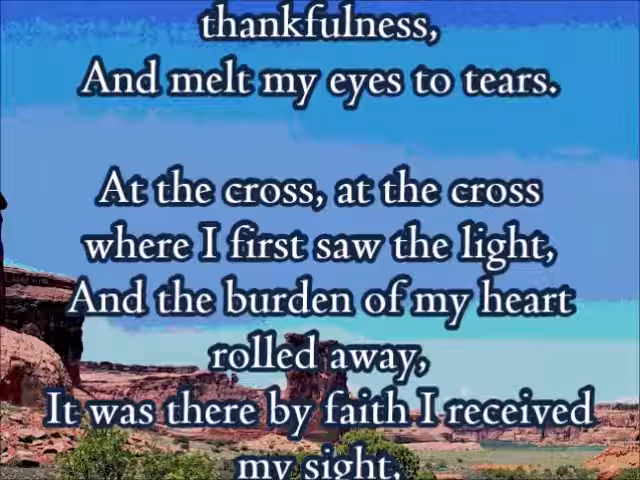 thankfulness,
And melt my eyes to tears.
At the cross, at the cross
where I first saw the light,
And the burden of my heart
rolled away,
It was there by faith I received
my sight,